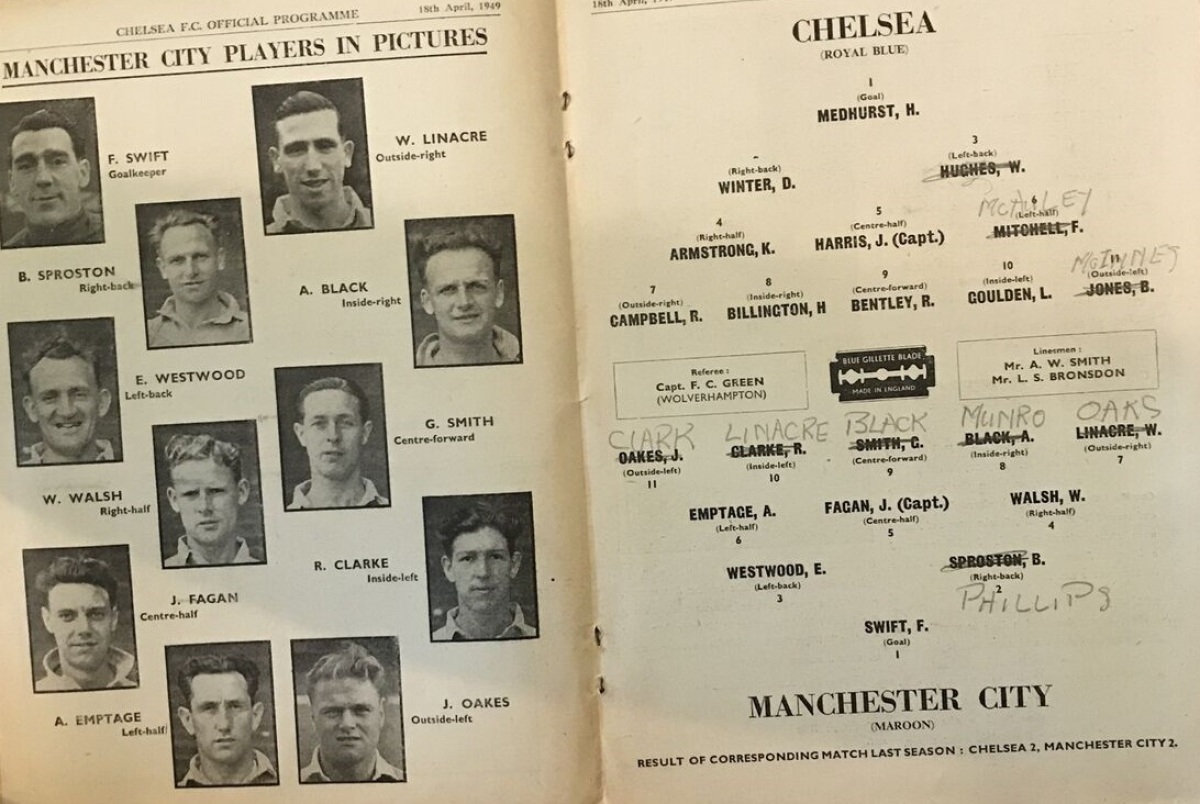 CHELSEA F.C. OFFICIAL PROGRAMME 18th April, 1949
MANCHESTER CITY PLAYERS IN PICTURES
F. SWIFT
Goalkeeper
W. LINACRE
Outside-right
B. SPROSTON
Right-back
A. BLACK
Inside-right
E. WESTWOOD
Left-back
G. SMITH
Centre-forward
W. WALSH
Right-half
R. CLARKE
Inside-left
J. FAGAN
Centre-half
A. EMPTAGE
Left-half
J. OAKES
Outside-left
18th April,
CHELSEA
(ROYAL BLUE)
1
(Goal)
MEDHURST, H.
3
(Right-back) (Left-back)
WINTER, D. HUGHES, W.
MCAULEY
4 5 6
(Right-half) (Centre-half) (Left-half)
ARMSTRONG, K. HARRIS, J. (Capt.) MITCHELL, F.
MCINNES
7 8 9 10 11
(Outside-right) (Inside-right) (Centre-forward) (Inside-left) (Outside-left)
CAMPBELL, R. BILLINGTON, H BENTLEY, R. GOULDEN, L. JONES, B.
Referee :
Capt. F. C. GREEN
(WOLVERHAMPTON)
BLUE GILLETTE BLADE
MADE IN ENGLAND
Linesmen :
Mr. A. W. SMITH
Mr. L. S. BRONSDON
CLARK LINACRE BLACK MUNRO OAKS
OAKES, J. CLARKE, R. SMITH, G. BLACK, A. LINACRE, W.
(Outside-left) (Inside-left) (Centre-forward) (Inside-right) (Outside-right)
11 10 9 8 7
EMPTAGE, A. FAGAN, J. (Capt.) WALSH, W.
(Left-half) (Centre-half) (Right-half)
6 5 4
WESTWOOD, E. SPROSTON, B.
(Left-back) (Right-back)
3 2
PHILLIPS
SWIFT, F.
(Goal)
1
MANCHESTER CITY
(MAROON)
RESULT OF CORRESPONDING MATCH LAST SEASON : CHELSEA 2, MANCHESTER CITY 2.